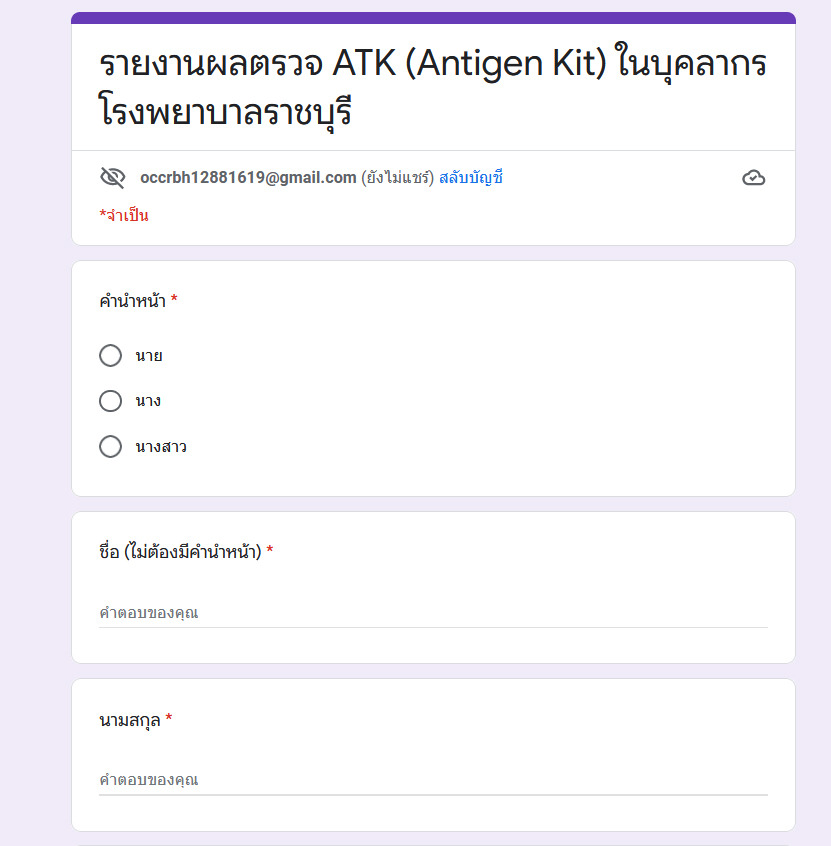 รายงานผลตรวจ ATK (Antigen Kit) ในบุคลากร
โรงพยาบาลราชบุรี
occrbh12881619@gmail.com (ยังไม่แชร์) สลับบัญชี
*จำเป็น
คำนำหน้า *
นาย
นาง
นางสาว
ชื่อ (ไม่ต้องมีคำนำหน้า) *
คำตอบของคุณ
นามสกุล *
คำตอบของคุณ